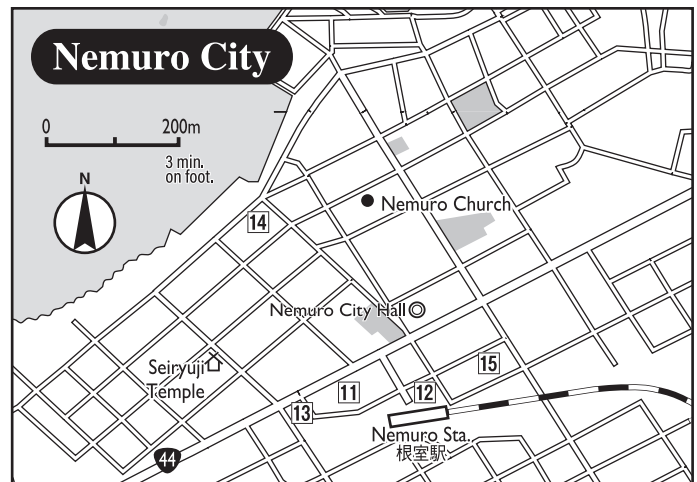 Nemuro City
0 200m
3 min.
on foot.
N
14
Nemuro Church
Nemuro City Hall
Seiryuji
Temple
15
11
12
13
Nemuro Sta.
根室駅
44